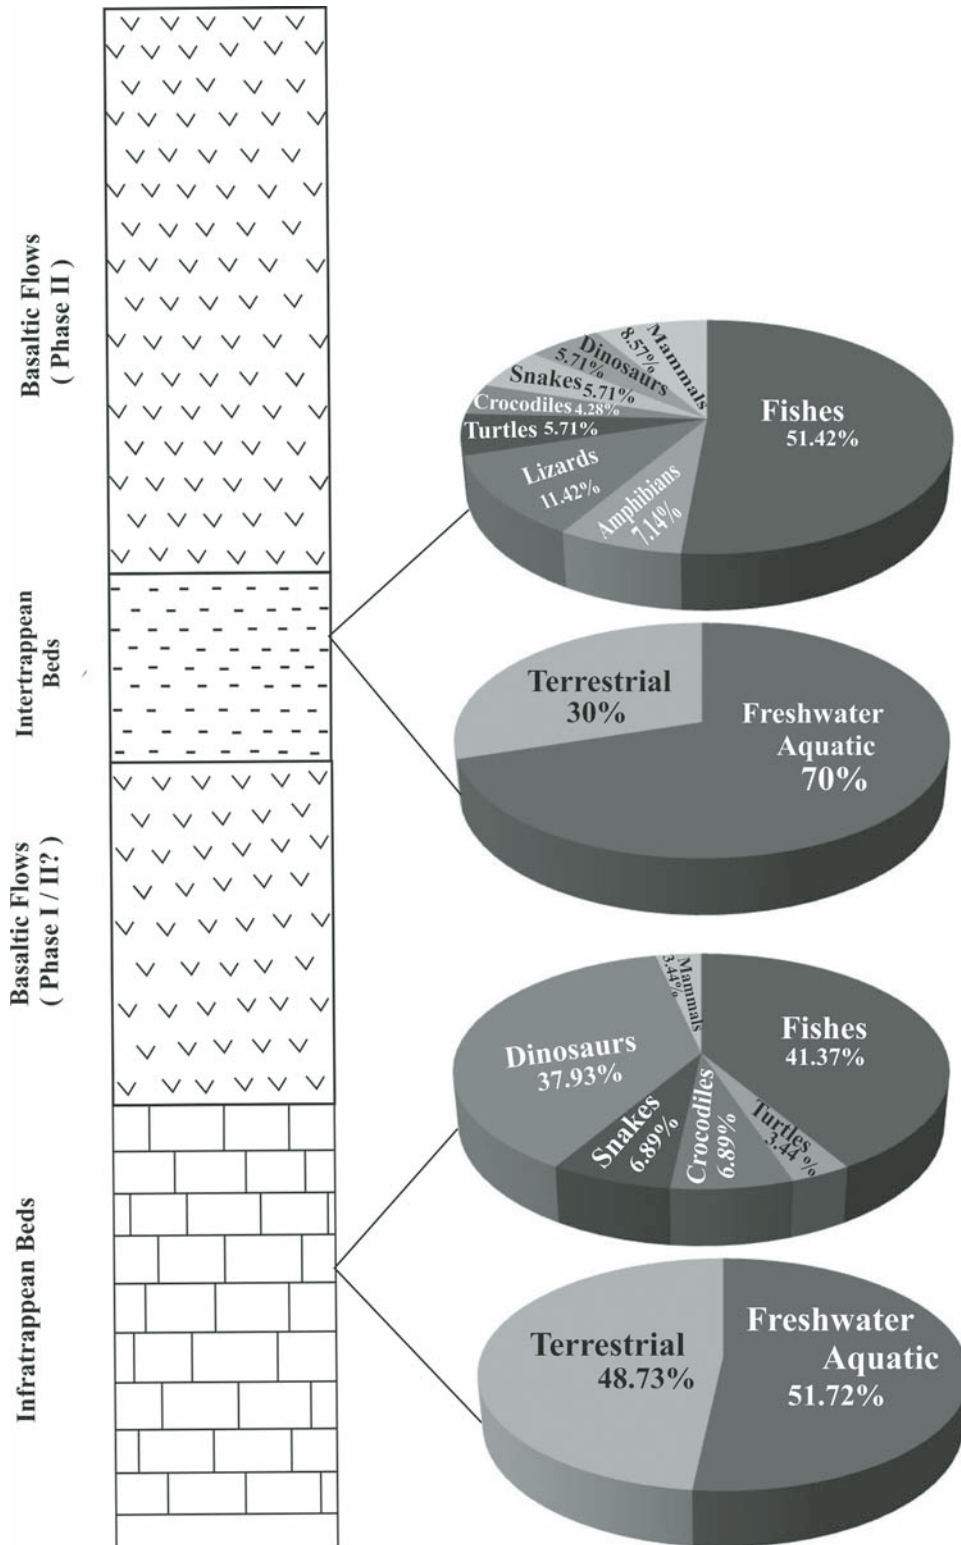 Basaltic Flows
( Phase II )
Intertrappean
Beds
Basaltic Flows
( Phase I / II? )
Infratrappean Beds
Mammals
8.57%
Dinosaurs
5.71%
Snakes 5.71%
Crocodiles 4.28%
Turtles 5.71%
Lizards
11.42%
Amphibians
7.14%
Fishes
51.42%
Terrestrial
30%
Freshwater
Aquatic
70%
Mammals
3.44%
Dinosaurs
37.93%
Snakes
6.89%
Crocodiles
6.89%
Turtles
3.44 %
Fishes
41.37%
Terrestrial
48.73%
Freshwater
Aquatic
51.72%